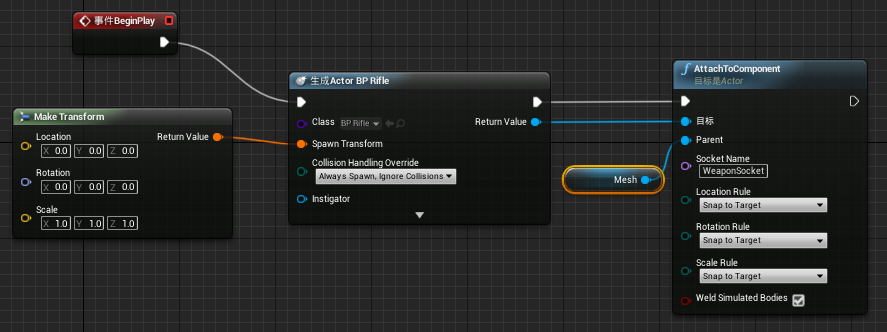 事件BeginPlay
Make Transform
Location
X 0.0 Y 0.0 Z 0.0
Return Value
Rotation
X 0.0 Y 0.0 Z 0.0
Scale
X 1.0 Y 1.0 Z 1.0
生成Actor BP Rifle
Class BP Rifle
Return Value
Spawn Transform
Collision Handling Override
Always Spawn, Ignore Collisions
Instigator
Mesh
AttachToComponent
目标是Actor
目标
Parent
Socket Name
WeaponSocket
Location Rule
Snap to Target
Rotation Rule
Snap to Target
Scale Rule
Snap to Target
Weld Simulated Bodies